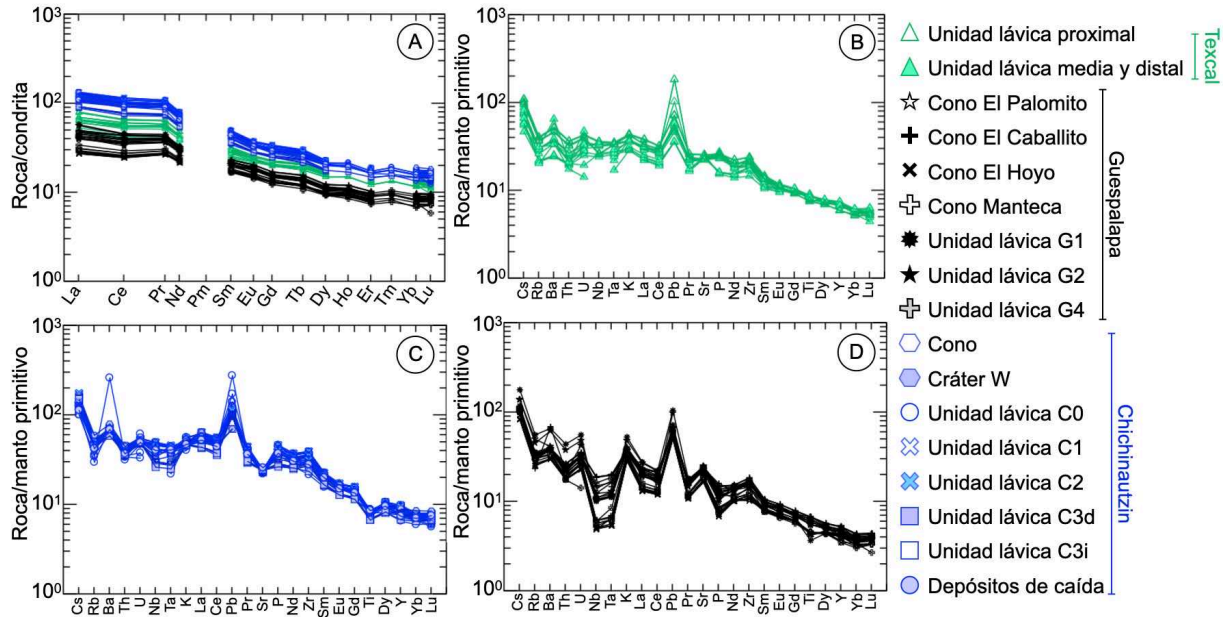 A
Roca/condrita
10³
10²
10¹
10⁰
La Ce Pr Nd Pm Sm Eu Gd Tb Dy Ho Er Tm Yb Lu
B
Roca/manto primitivo
10³
10²
10¹
10⁰
Cs Rb Ba Th U Nb Ta K La Ce Pb Pr Sr P Nd Zr Sm Eu Gd Ti Dy Y Yb Lu
C
Roca/manto primitivo
10³
10²
10¹
10⁰
Cs Rb Ba Th U Nb Ta K La Ce Pb Pr Sr P Nd Zr Sm Eu Gd Ti Dy Y Yb Lu
D
Roca/manto primitivo
10³
10²
10¹
10⁰
Cs Rb Ba Th U Nb Ta K La Ce Pb Pr Sr P Nd Zr Sm Eu Gd Ti Dy Y Yb Lu
Unidad lávica proximal
Unidad lávica media y distal
Texcal
Cono El Palomito
Cono El Caballito
Cono El Hoyo
Cono Manteca
Unidad lávica G1
Unidad lávica G2
Unidad lávica G4
Guespalapa
Cono
Cráter W
Unidad lávica C0
Unidad lávica C1
Unidad lávica C2
Unidad lávica C3d
Unidad lávica C3i
Depósitos de caída
Chichinautzin